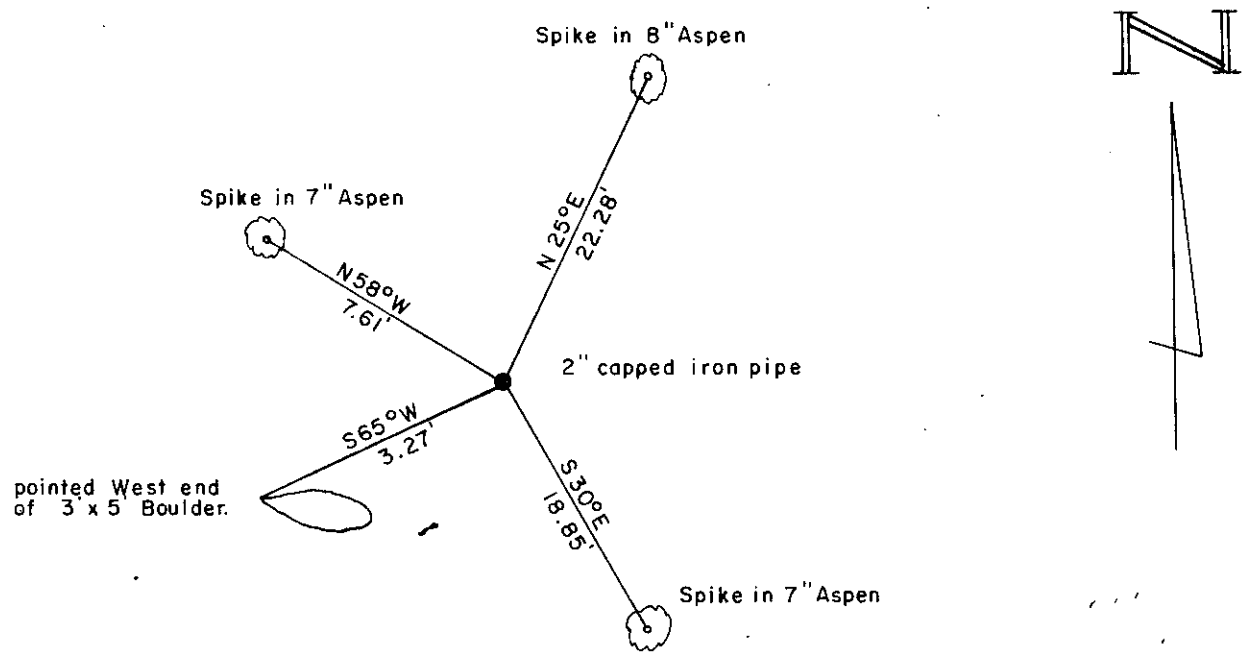 Spike in 8" Aspen
N
Spike in 7" Aspen
N 25°E
22.28'
N58°W
7.61'
2" capped iron pipe
S65°W
3.27'
pointed West end
of 3' x 5' Boulder.
S30°E
18.85'
Spike in 7" Aspen